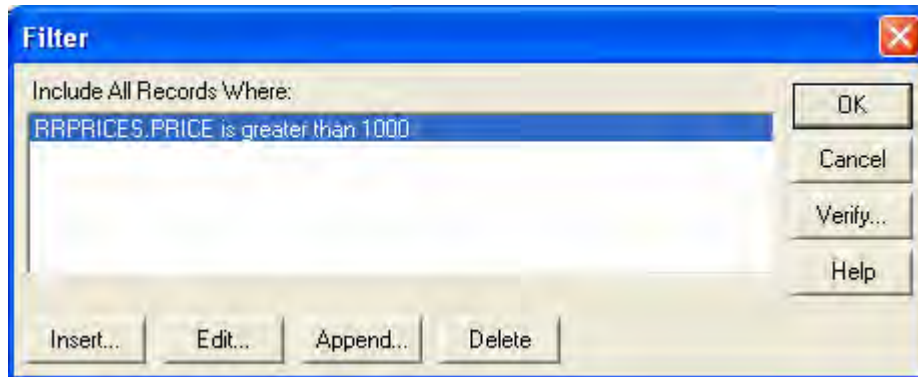 Filter
Include All Records Where:
RRPRICES.PRICE is greater than 1000
OK
Cancel
Verify...
Help
Insert... Edit... Append... Delete